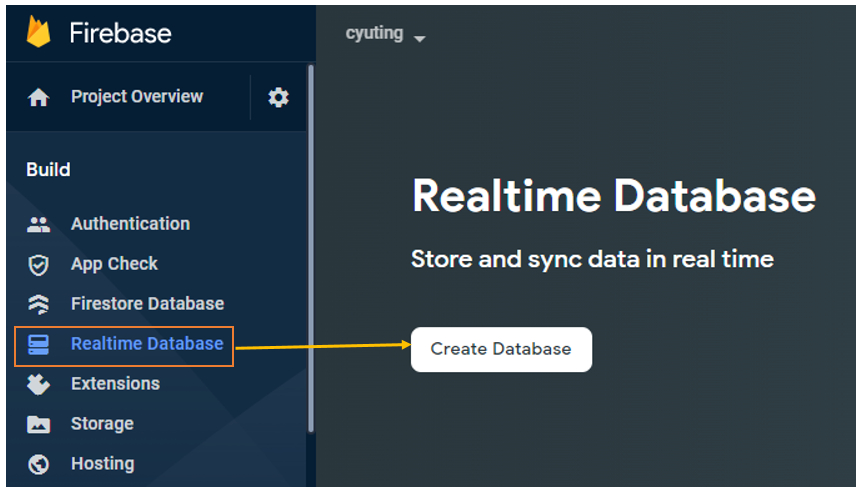 Firebase
Project Overview
Build
Authentication
App Check
Firestore Database
Realtime Database
Extensions
Storage
Hosting
cyuting
Realtime Database
Store and sync data in real time
Create Database